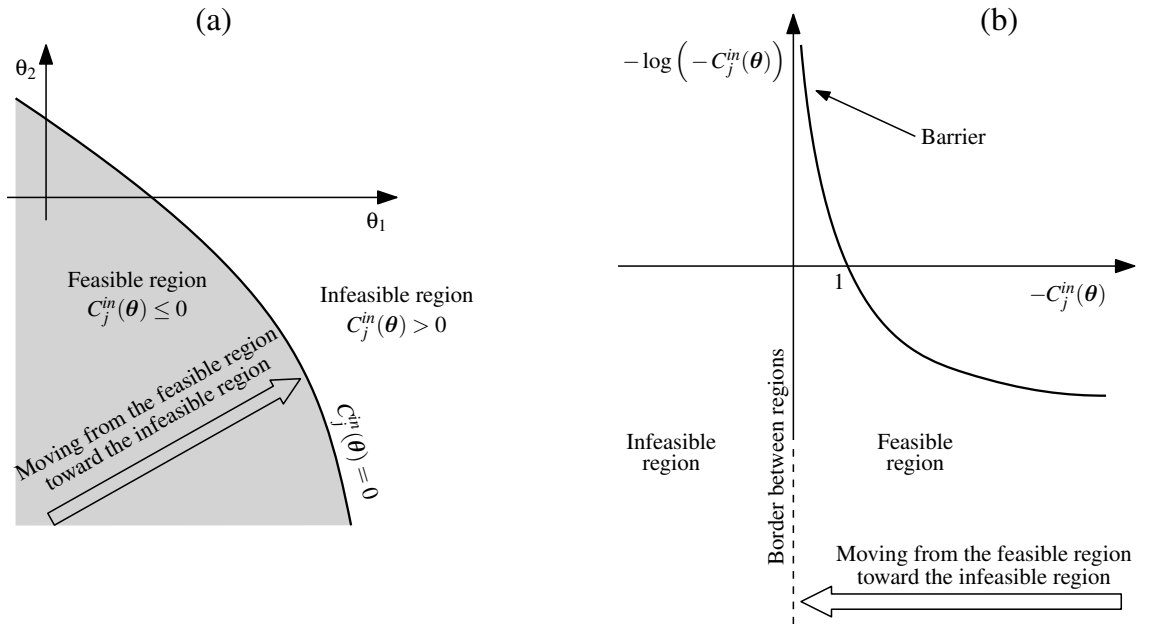 (a)
θ₂
θ₁
Feasible region
C_j^{in}(θ) ≤ 0
Infeasible region
C_j^{in}(θ) > 0
Moving from the feasible region
toward the infeasible region
C_j^{in}(θ) = 0
(b)
− log ( − C_j^{in}(θ) )
Barrier
1
−C_j^{in}(θ)
Infeasible
region
Border between regions
Feasible
region
Moving from the feasible region
toward the infeasible region